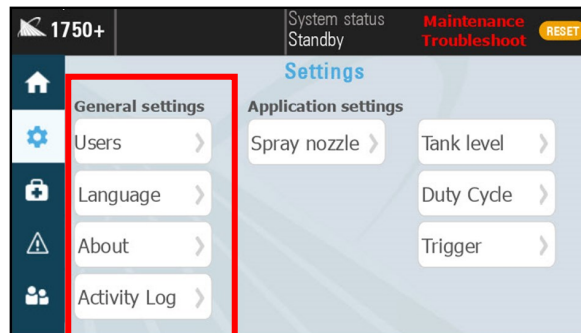 1750+
System status
Standby
Maintenance
Troubleshoot
RESET
Settings
General settings
Users
Language
About
Activity Log
Application settings
Spray nozzle
Tank level
Duty Cycle
Trigger